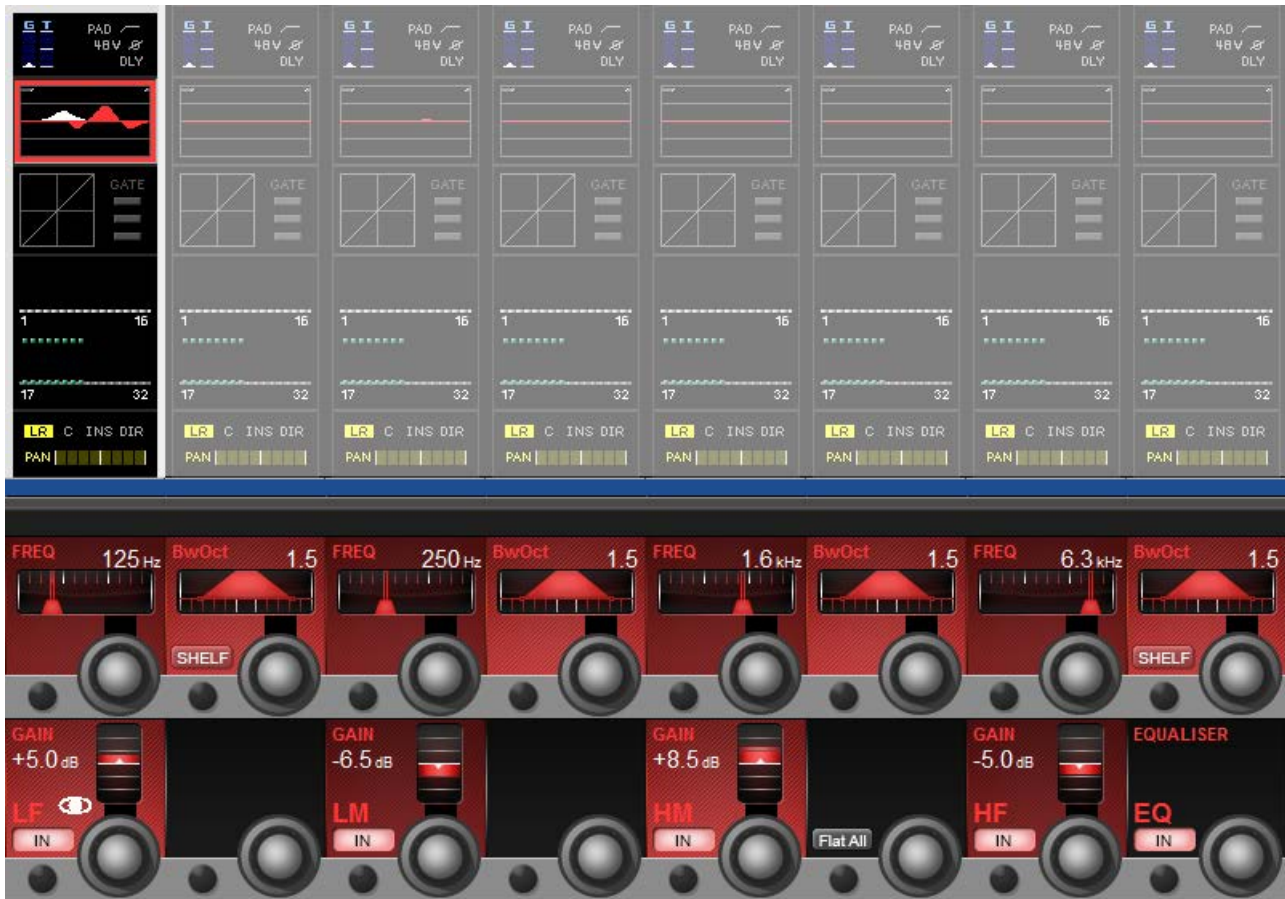 G T PAD G T PAD G T PAD G T PAD G T PAD G T PAD G T PAD G T PAD
48V 48V 48V 48V 48V 48V 48V 48V
DLY DLY DLY DLY DLY DLY DLY DLY
GATE GATE GATE GATE GATE GATE GATE GATE
1 16 1 16 1 16 1 16 1 16 1 16 1 16 1 16
17 32 17 32 17 32 17 32 17 32 17 32 17 32 17 32
LR C INS DIR LR C INS DIR LR C INS DIR LR C INS DIR LR C INS DIR LR C INS DIR LR C INS DIR LR C INS DIR
PAN PAN PAN PAN PAN PAN PAN PAN
FREQ 125 Hz BwOct 1.5 FREQ 250 Hz BwOct 1.5 FREQ 1.6 kHz BwOct 1.5 FREQ 6.3 kHz BwOct 1.5
SHELF SHELF
GAIN GAIN GAIN GAIN EQUALISER
+5.0 dB -6.5 dB +8.5 dB -5.0 dB
LF LM HM HF EQ
IN IN IN Flat All IN IN